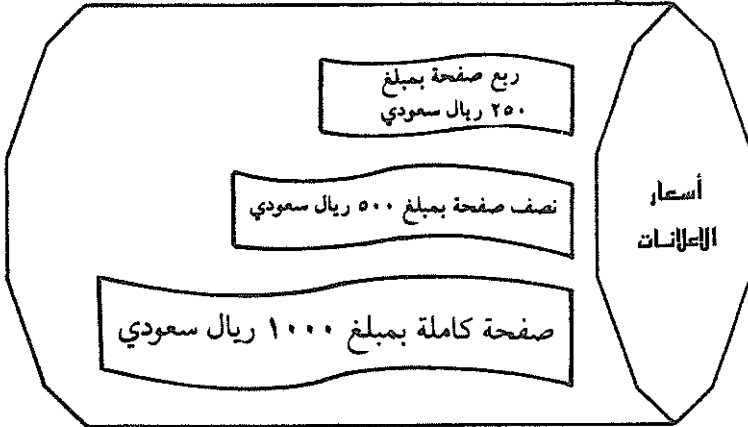 أسعار
الاعلانات
ربع صفحة بمبلغ
٢٥٠ ريال سعودي
نصف صفحة بمبلغ ٥٠٠ ريال سعودي
صفحة كاملة بمبلغ ١٠٠٠ ريال سعودي